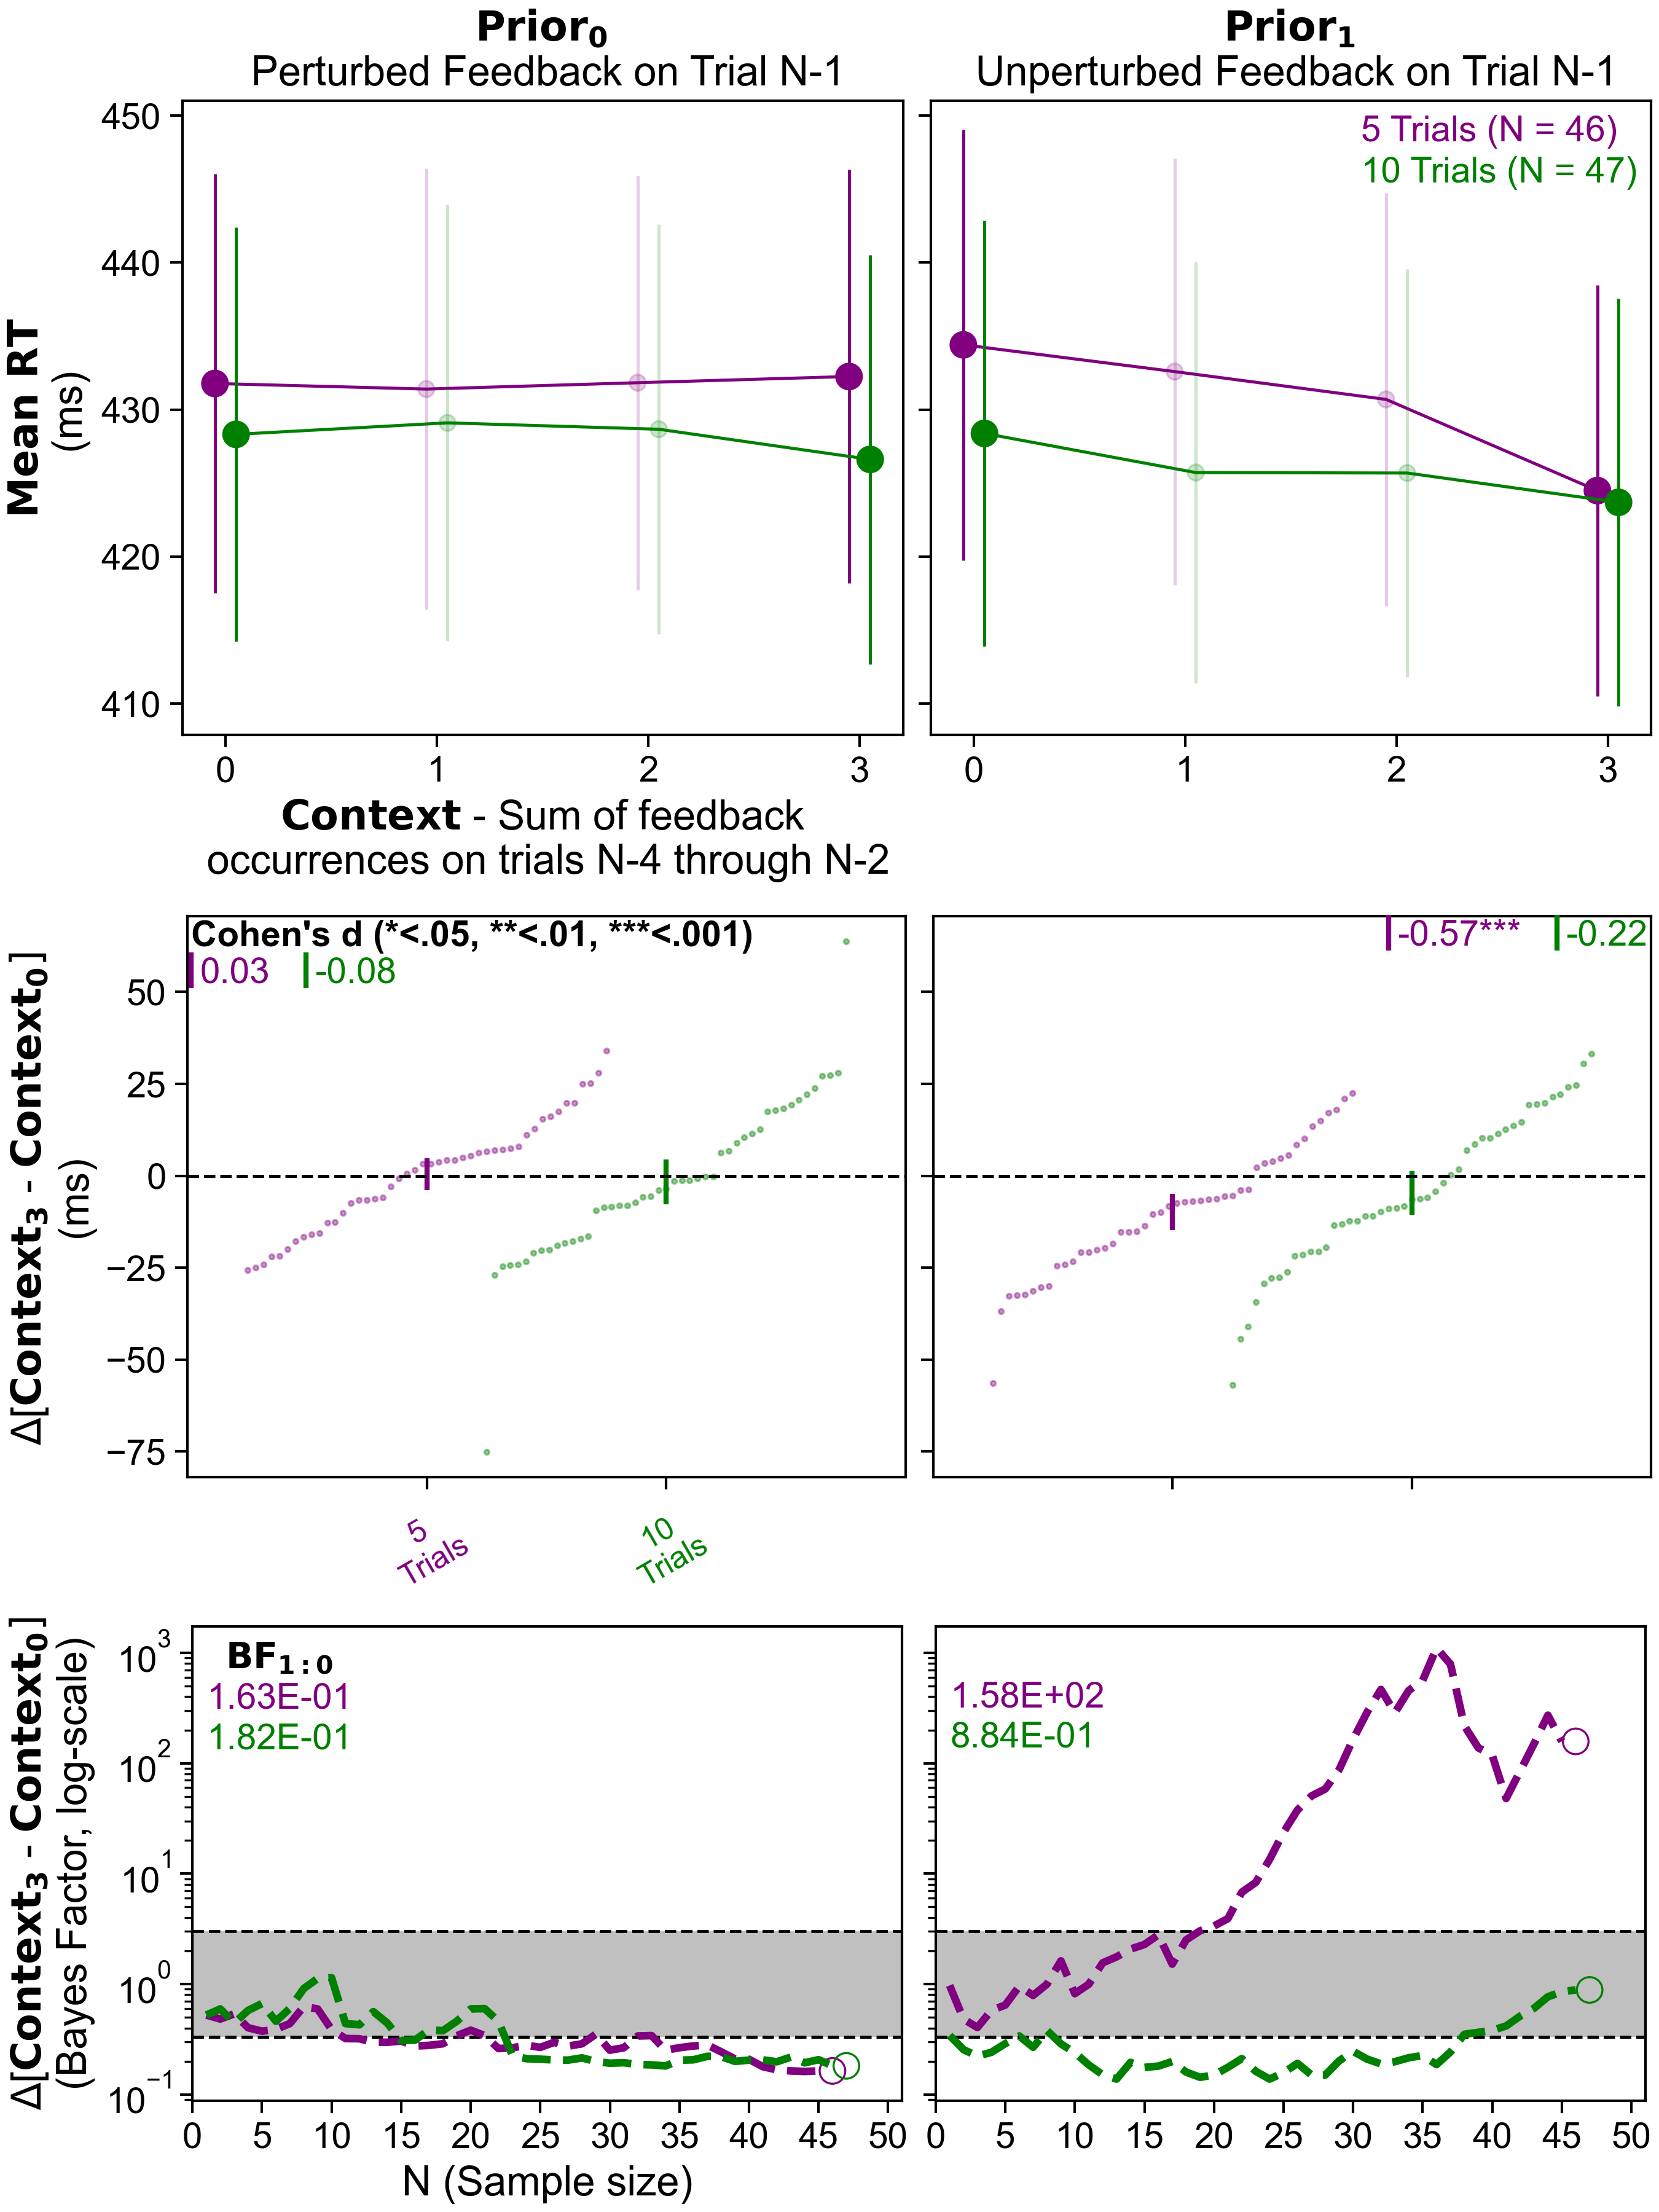 Prior0
Perturbed Feedback on Trial N-1
Prior1
Unperturbed Feedback on Trial N-1
Mean RT
(ms)
450
440
430
420
410
5 Trials (N = 46)
10 Trials (N = 47)
0 1 2 3
0 1 2 3
Context - Sum of feedback
occurrences on trials N-4 through N-2
Δ[Context3 - Context0]
(ms)
Cohen's d (*<.05, **<.01, ***<.001)
0.03 -0.08
-0.57*** -0.22
50
25
0
−25
−50
−75
5
Trials
10
Trials
Δ[Context3 - Context0]
(Bayes Factor, log-scale)
10^3
10^2
10^1
10^0
10^−1
BF1:0
1.63E-01
1.82E-01
1.58E+02
8.84E-01
0 5 10 15 20 25 30 35 40 45 50
0 5 10 15 20 25 30 35 40 45 50
N (Sample size)